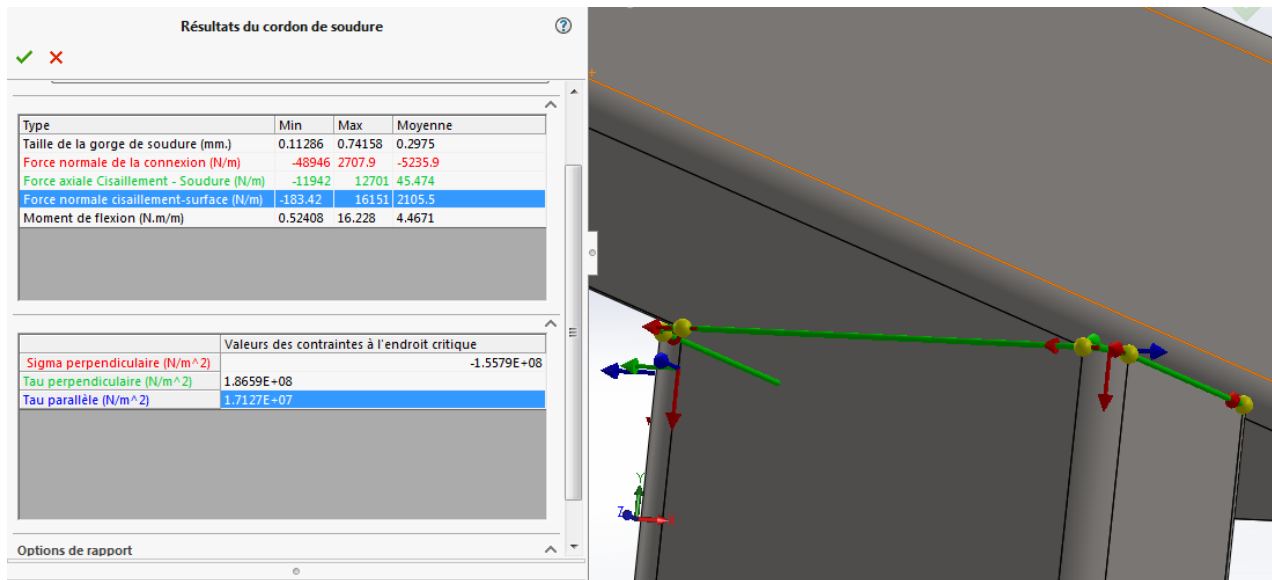 Résultats du cordon de soudure
Type Min Max Moyenne
Taille de la gorge de soudure (mm.) 0.11286 0.74158 0.2975
Force normale de la connexion (N/m) -48946 2707.9 -5235.9
Force axiale Cisaillement - Soudure (N/m) -11942 12701 45.474
Force normale cisaillement-surface (N/m) -183.42 16151 2105.5
Moment de flexion (N.m/m) 0.52408 16.228 4.4671
Valeurs des contraintes à l'endroit critique
Sigma perpendiculaire (N/m^2) -1.5579E+08
Tau perpendiculaire (N/m^2) 1.8659E+08
Tau parallèle (N/m^2) 1.7127E+07
Options de rapport
Y
Z X